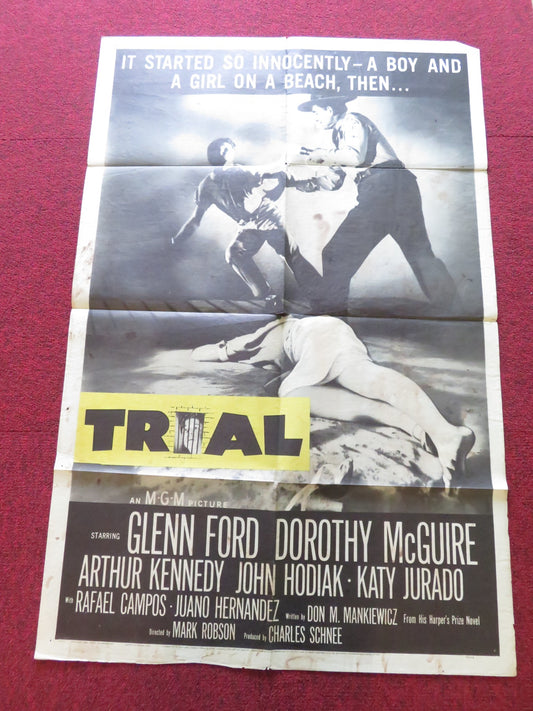 IT STARTED SO INNOCENTLY—A BOY AND
A GIRL ON A BEACH, THEN...
TRIAL
AN M-G-M PICTURE
STARRING GLENN FORD DOROTHY McGUIRE
ARTHUR KENNEDY JOHN HODIAK · KATY JURADO
With RAFAEL CAMPOS · JUANO HERNANDEZ Written by DON M. MANKIEWICZ From His Harper's Prize Novel
Directed by MARK ROBSON Produced by CHARLES SCHNEE